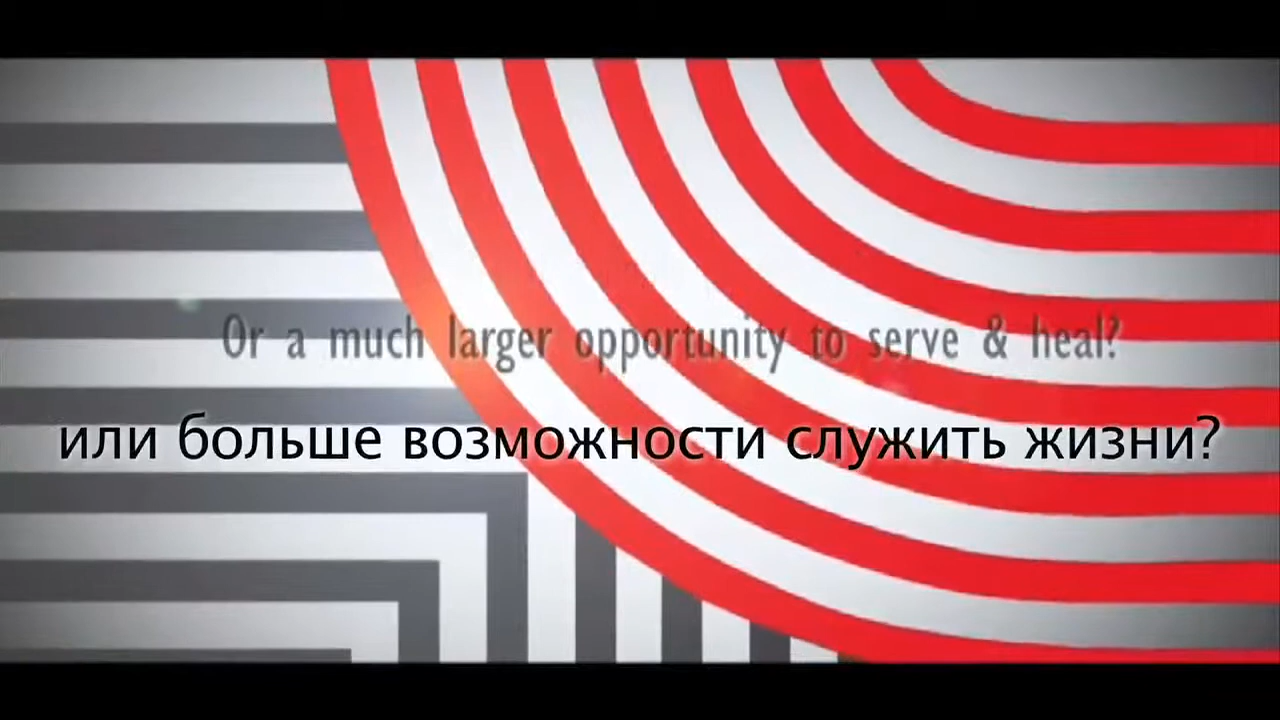 Or a much larger opportunity to serve & heal?
или больше возможности служить жизни?